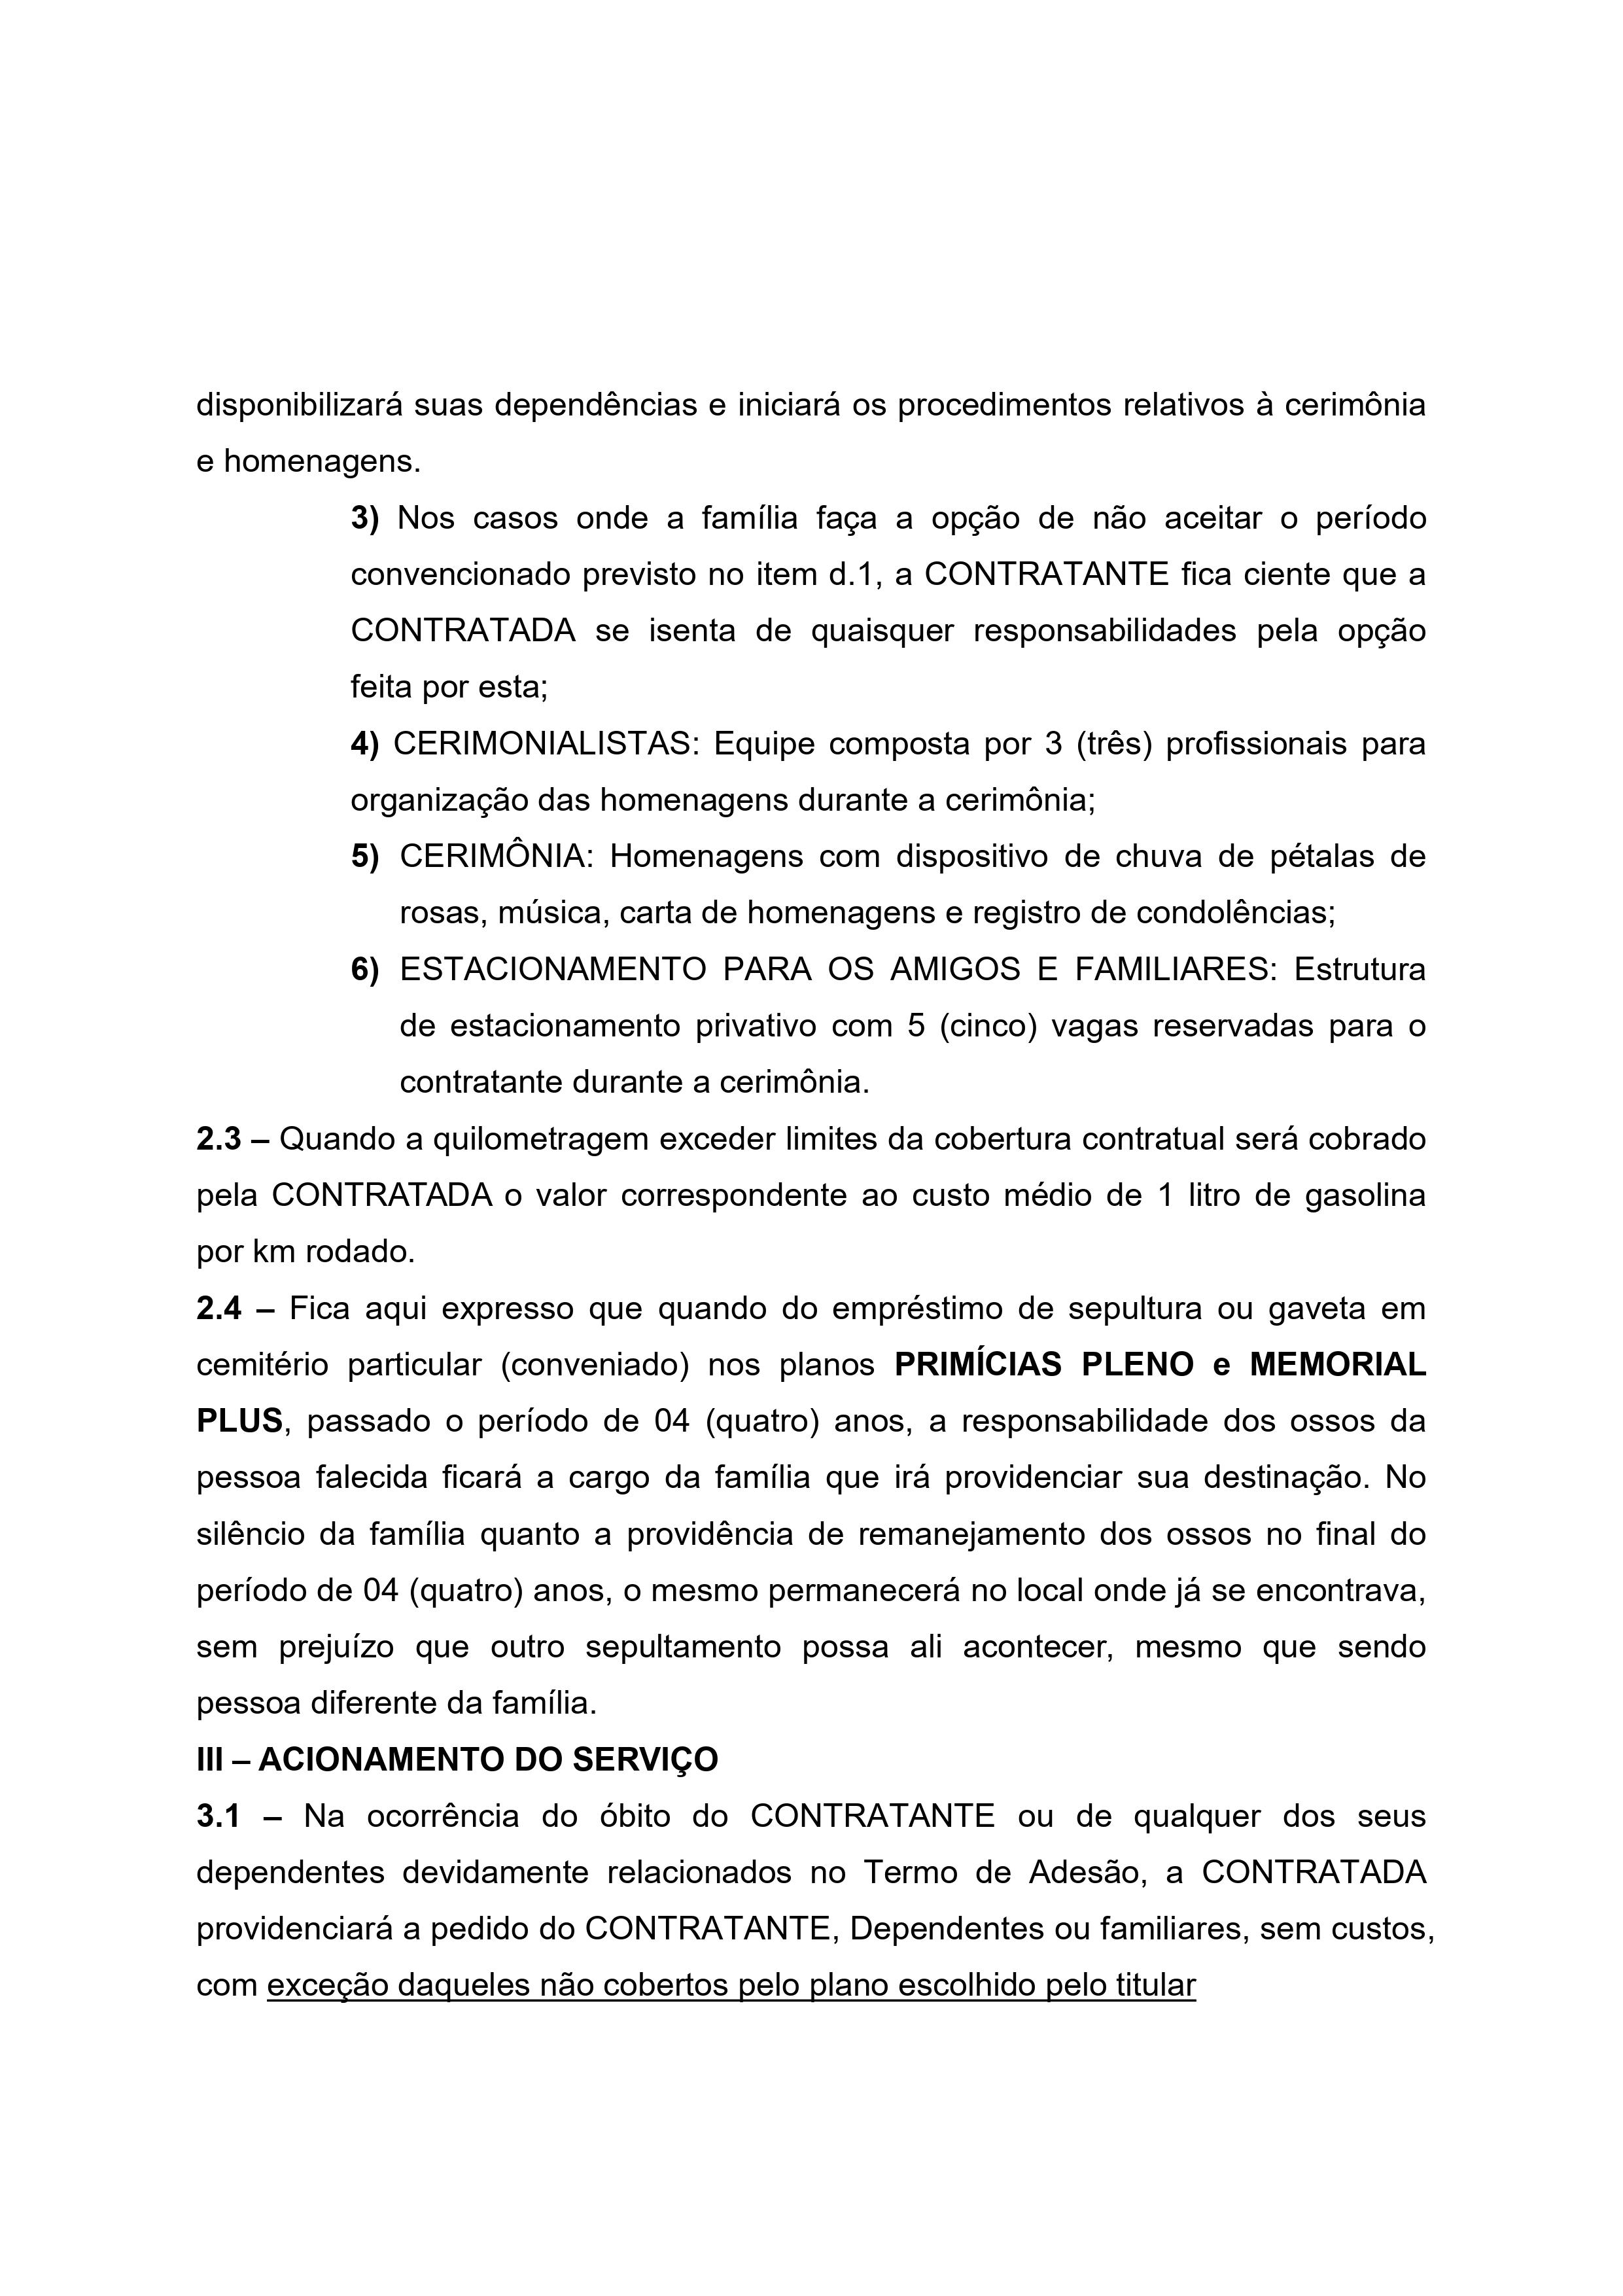 disponibilizará suas dependências e iniciará os procedimentos relativos à cerimônia
e homenagens.
3) Nos casos onde a família faça a opção de não aceitar o período
convencionado previsto no item d.1, a CONTRATANTE fica ciente que a
CONTRATADA se isenta de quaisquer responsabilidades pela opção
feita por esta;
4) CERIMONIALISTAS: Equipe composta por 3 (três) profissionais para
organização das homenagens durante a cerimônia;
5) CERIMÔNIA: Homenagens com dispositivo de chuva de pétalas de
rosas, música, carta de homenagens e registro de condolências;
6) ESTACIONAMENTO PARA OS AMIGOS E FAMILIARES: Estrutura
de estacionamento privativo com 5 (cinco) vagas reservadas para o
contratante durante a cerimônia.
2.3 – Quando a quilometragem exceder limites da cobertura contratual será cobrado
pela CONTRATADA o valor correspondente ao custo médio de 1 litro de gasolina
por km rodado.
2.4 – Fica aqui expresso que quando do empréstimo de sepultura ou gaveta em
cemitério particular (conveniado) nos planos PRIMÍCIAS PLENO e MEMORIAL
PLUS, passado o período de 04 (quatro) anos, a responsabilidade dos ossos da
pessoa falecida ficará a cargo da família que irá providenciar sua destinação. No
silêncio da família quanto a providência de remanejamento dos ossos no final do
período de 04 (quatro) anos, o mesmo permanecerá no local onde já se encontrava,
sem prejuízo que outro sepultamento possa ali acontecer, mesmo que sendo
pessoa diferente da família.
III – ACIONAMENTO DO SERVIÇO
3.1 – Na ocorrência do óbito do CONTRATANTE ou de qualquer dos seus
dependentes devidamente relacionados no Termo de Adesão, a CONTRATADA
providenciará a pedido do CONTRATANTE, Dependentes ou familiares, sem custos,
com exceção daqueles não cobertos pelo plano escolhido pelo titular